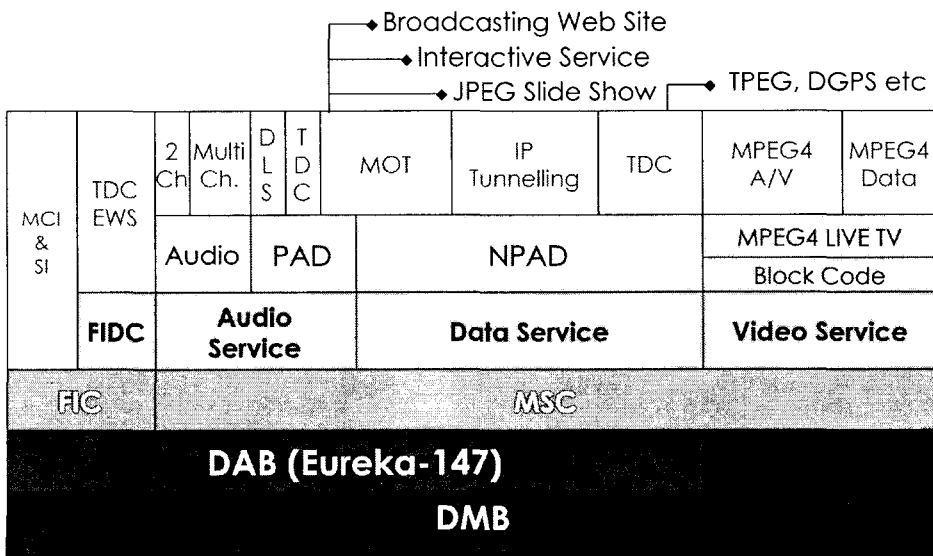 Broadcasting Web Site
Interactive Service
JPEG Slide Show
TPEG, DGPS etc
MCI
&
SI
TDC
EWS
2
Ch
Multi
Ch.
D
L
S
T
D
C
MOT
IP
Tunnelling
TDC
MPEG4
A/V
MPEG4
Data
Audio
PAD
NPAD
MPEG4 LIVE TV
Block Code
FIDC
Audio
Service
Data Service
Video Service
FIC
MSC
DAB (Eureka-147)
DMB